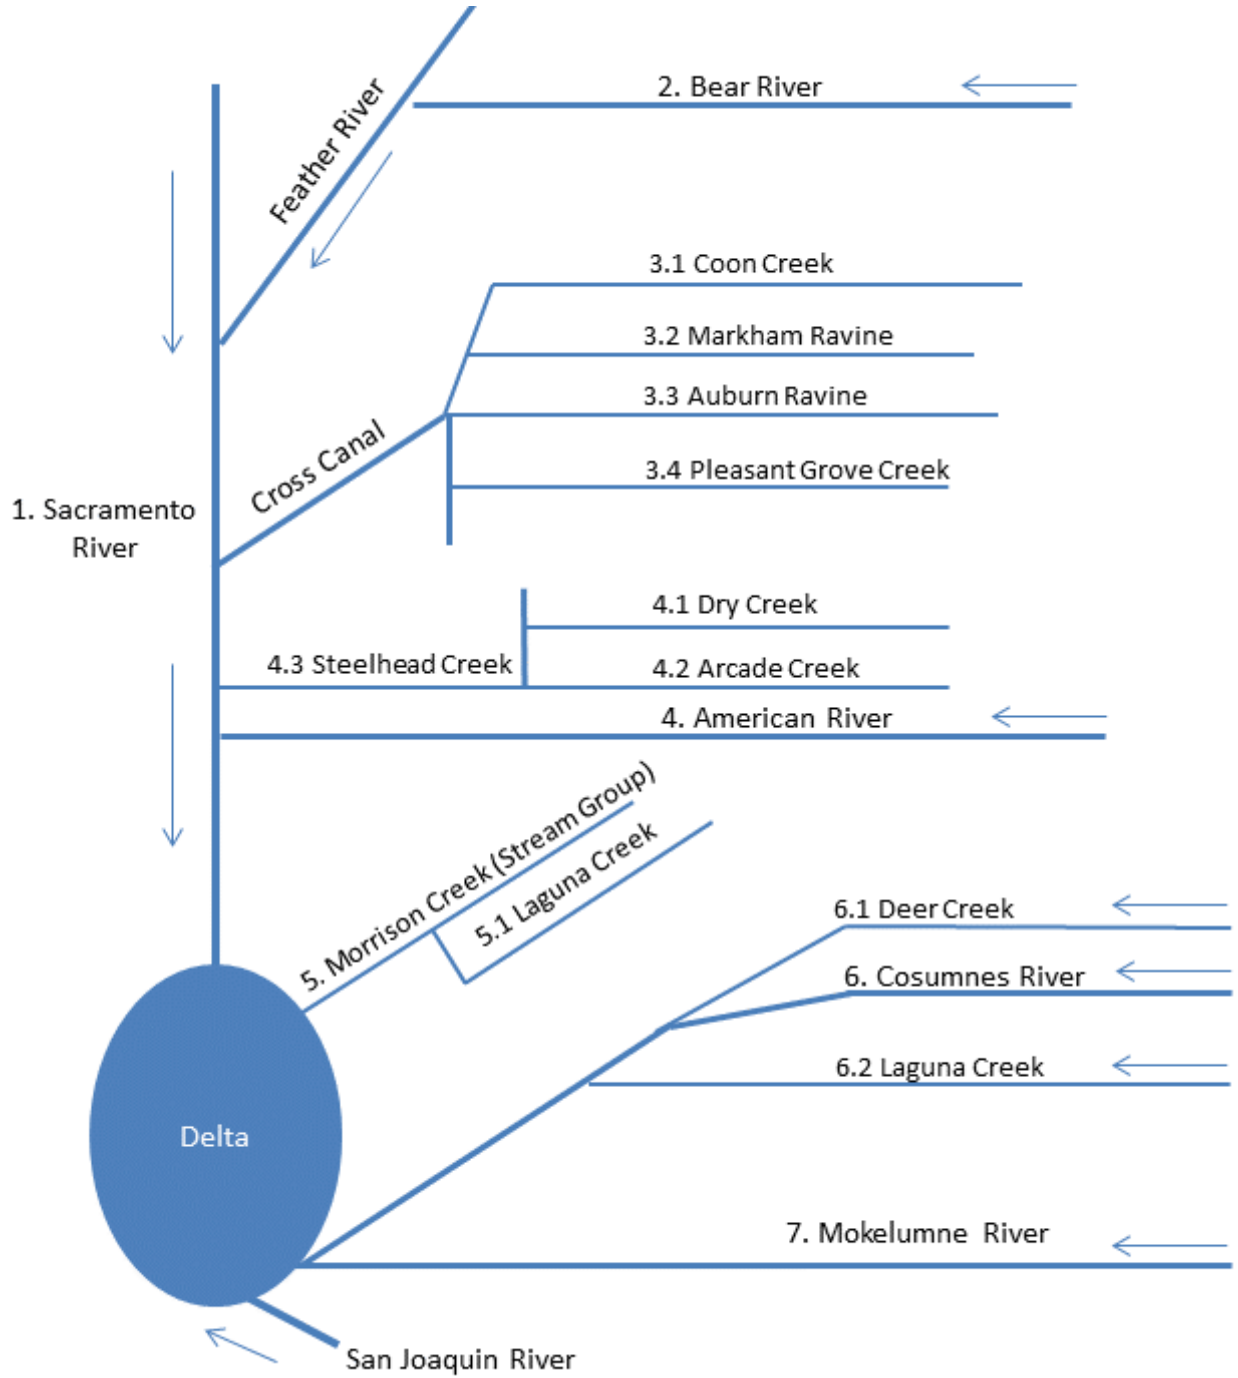 Feather River
2. Bear River
3.1 Coon Creek
3.2 Markham Ravine
3.3 Auburn Ravine
Cross Canal
3.4 Pleasant Grove Creek
1. Sacramento
River
4.1 Dry Creek
4.3 Steelhead Creek
4.2 Arcade Creek
4. American River
5. Morrison Creek (Stream Group)
5.1 Laguna Creek
6.1 Deer Creek
6. Cosumnes River
6.2 Laguna Creek
Delta
7. Mokelumne River
San Joaquin River